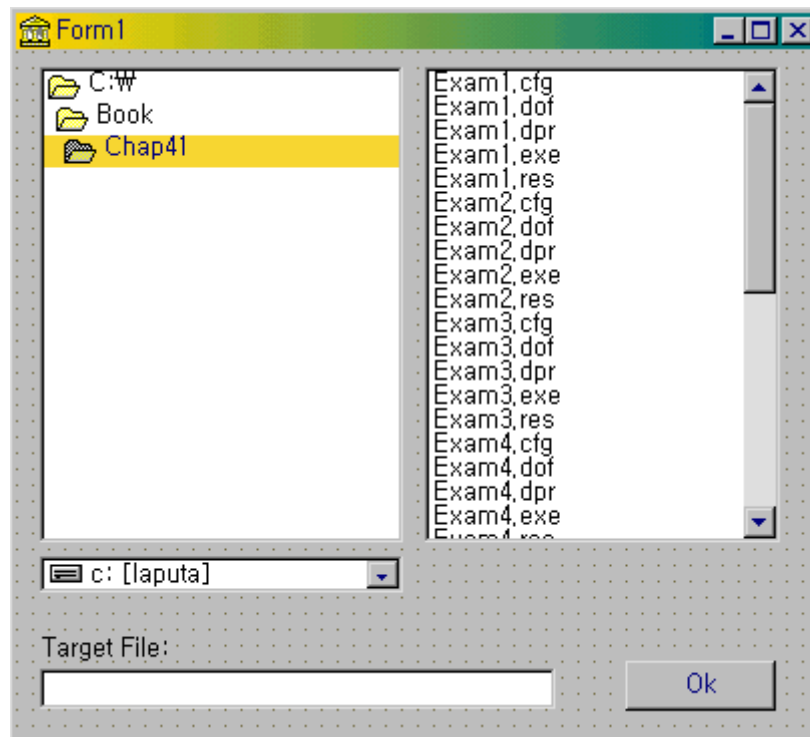 Form1
C:₩
Book
Chap41
Exam1.cfg
Exam1.dof
Exam1.dpr
Exam1.exe
Exam1.res
Exam2.cfg
Exam2.dof
Exam2.dpr
Exam2.exe
Exam2.res
Exam3.cfg
Exam3.dof
Exam3.dpr
Exam3.exe
Exam3.res
Exam4.cfg
Exam4.dof
Exam4.dpr
Exam4.exe
Exam4.res
c: [laputa]
Target File:
Ok